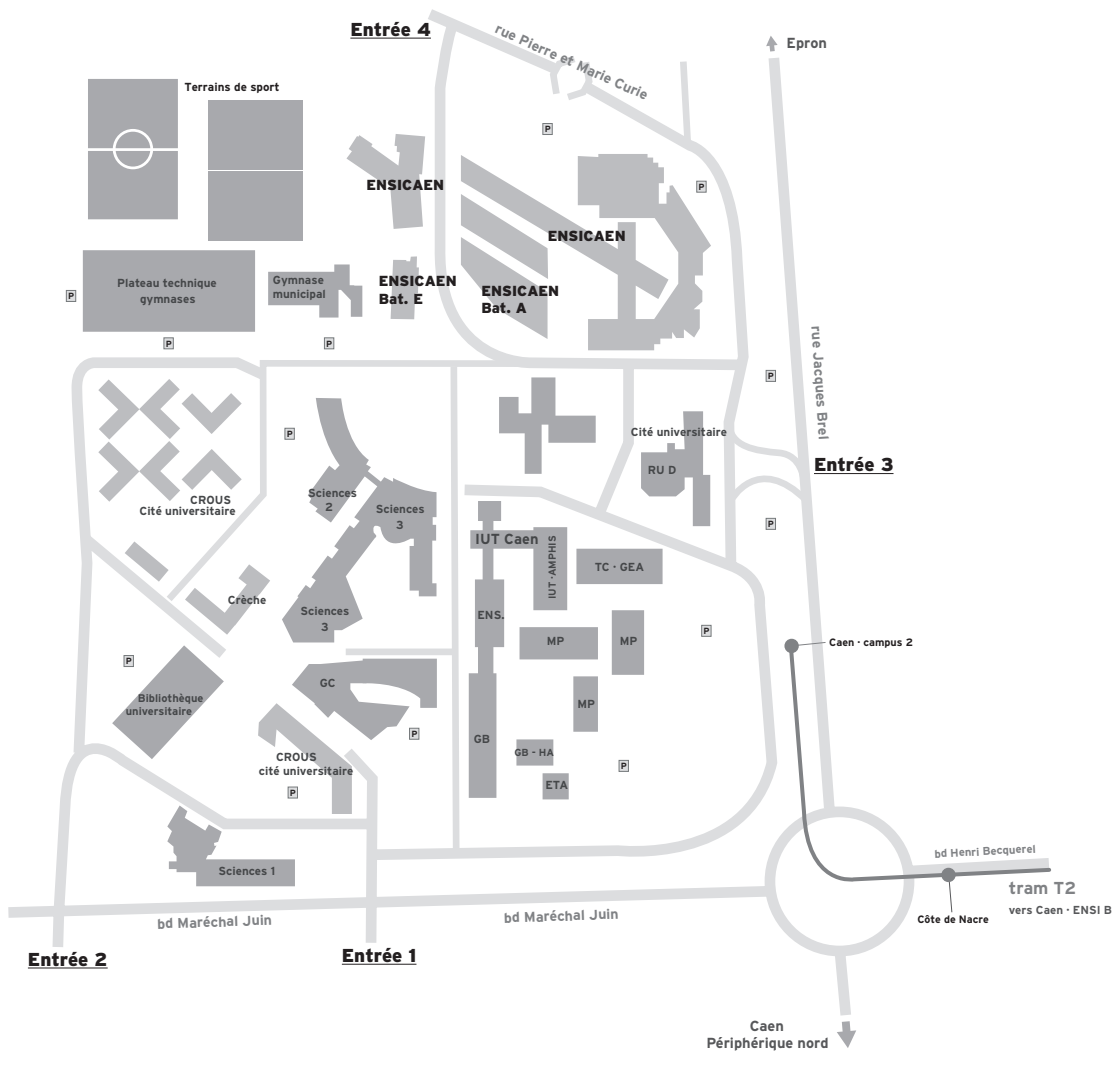 Entrée 4
rue Pierre et Marie Curie
Epron
Terrains de sport
P
P
ENSICAEN
ENSICAEN
Plateau technique
gymnases
Gymnase
municipal
ENSICAEN
Bat. E
ENSICAEN
Bat. A
P
P
P
rue Jacques Brel
P
P
Cité universitaire
RU D
Entrée 3
CROUS
Cité universitaire
Sciences
2
Sciences
3
P
IUT Caen
IUT · AMPHIS
TC · GEA
Crèche
Sciences
3
ENS.
MP
MP
P
Caen · campus 2
P
Bibliothèque
universitaire
GC
MP
P
GB
GB - HA
P
ETA
CROUS
cité universitaire
P
Sciences 1
bd Henri Becquerel
tram T2
vers Caen · ENSI B
Côte de Nacre
bd Maréchal Juin
bd Maréchal Juin
Entrée 2
Entrée 1
Caen
Périphérique nord